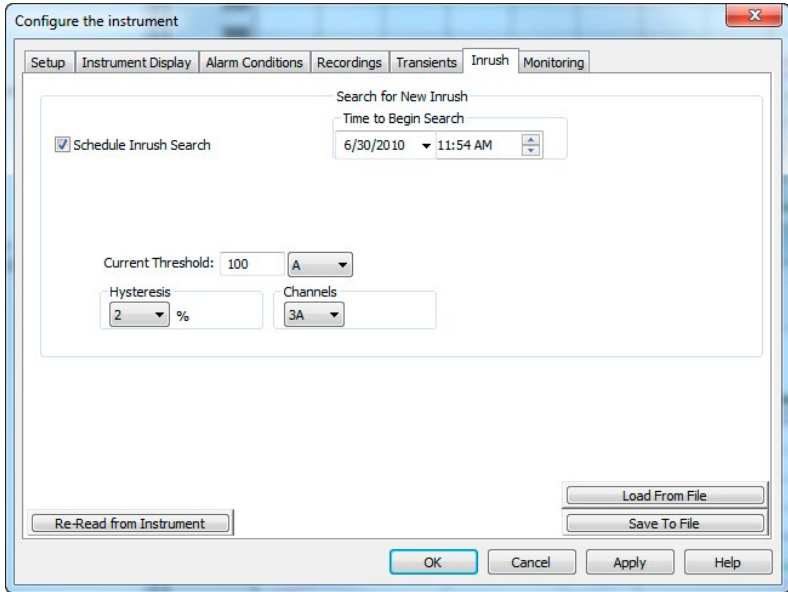 Configure the instrument
Setup Instrument Display Alarm Conditions Recordings Transients Inrush Monitoring
Search for New Inrush
Time to Begin Search
Schedule Inrush Search 6/30/2010 11:54 AM
Current Threshold: 100 A
Hysteresis Channels
2 % 3A
Load From File
Re-Read from Instrument Save To File
OK Cancel Apply Help